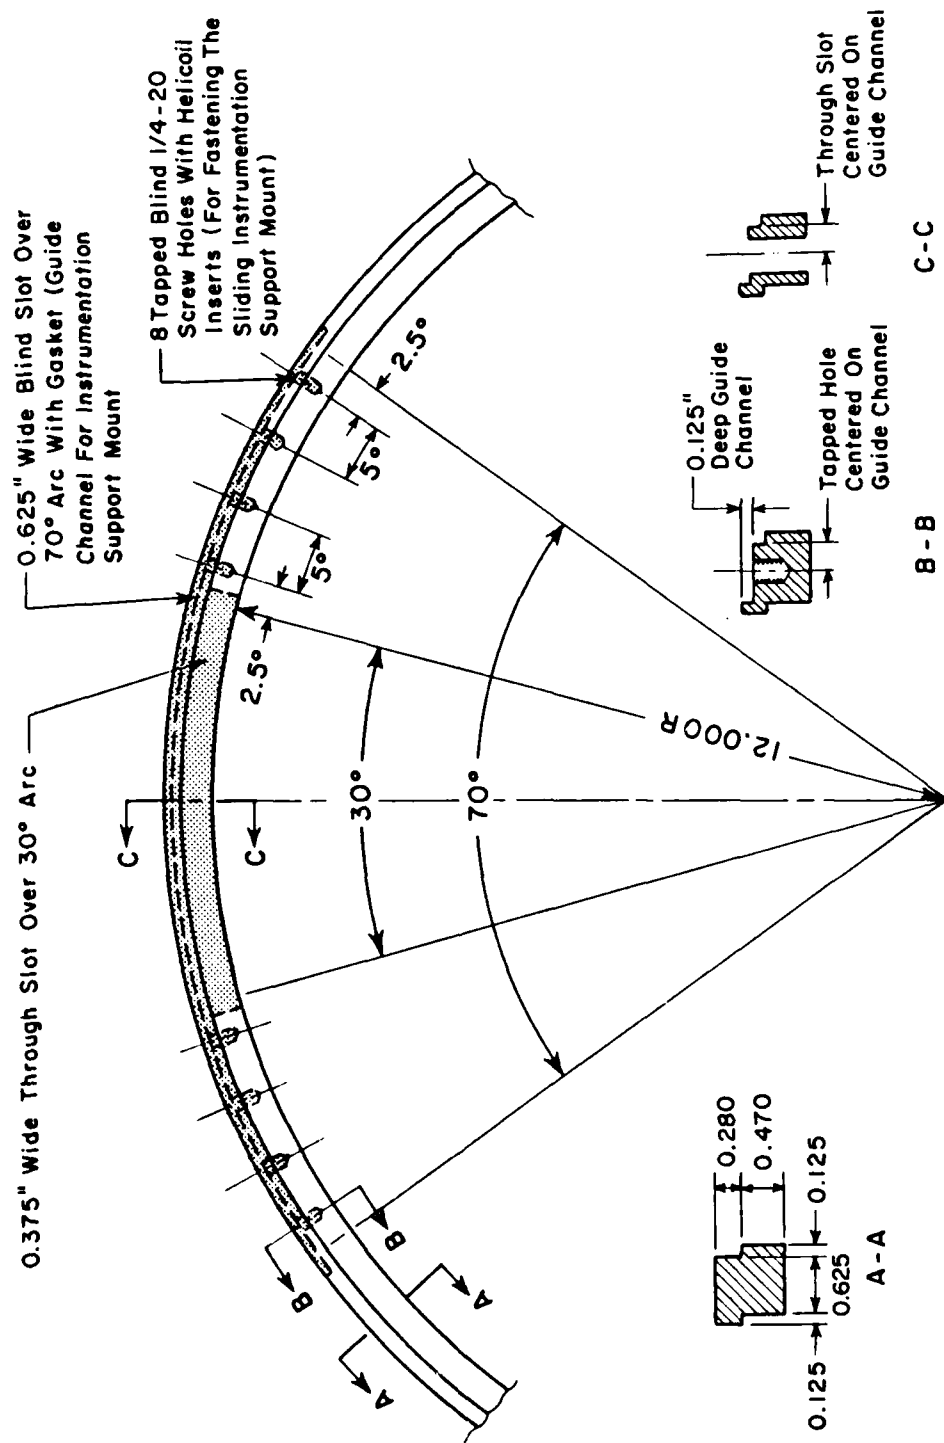 0.375" Wide Through Slot Over 30° Arc
0.625" Wide Blind Slot Over
70° Arc With Gasket (Guide
Channel For Instrumentation
Support Mount
8 Tapped Blind 1/4-20
Screw Holes With Helicoil
Inserts (For Fastening The
Sliding Instrumentation
Support Mount)
C
C
2.5°
5°
5°
2.5°
30°
70°
12.000R
B
B
A
A
0.280
0.470
0.125
0.625
0.125
A-A
0.125"
Deep Guide
Channel
Tapped Hole
Centered On
Guide Channel
B-B
Through Slot
Centered On
Guide Channel
C-C